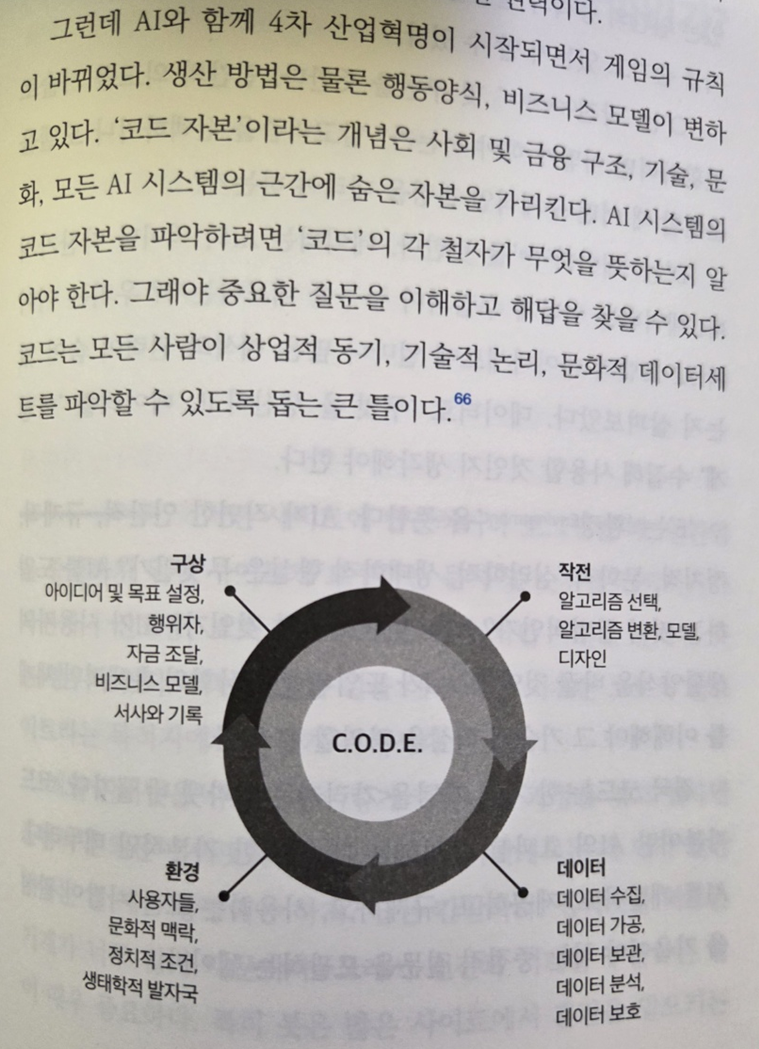 권력이다.
그런데 AI와 함께 4차 산업혁명이 시작되면서 게임의 규칙
이 바뀌었다. 생산 방법은 물론 행동양식, 비즈니스 모델이 변하
고 있다. ‘코드 자본’이라는 개념은 사회 및 금융 구조, 기술, 문
화, 모든 AI 시스템의 근간에 숨은 자본을 가리킨다. AI 시스템의
코드 자본을 파악하려면 ‘코드’의 각 철자가 무엇을 뜻하는지 알
아야 한다. 그래야 중요한 질문을 이해하고 해답을 찾을 수 있다.
코드는 모든 사람이 상업적 동기, 기술적 논리, 문화적 데이터세
트를 파악할 수 있도록 돕는 큰 틀이다.66
구상
아이디어 및 목표 설정,
행위자,
자금 조달,
비즈니스 모델,
서사와 기록
작전
알고리즘 선택,
알고리즘 변환, 모델,
디자인
C.O.D.E.
환경
사용자들,
문화적 맥락,
정치적 조건,
생태학적 발자국
데이터
데이터 수집,
데이터 가공,
데이터 보관,
데이터 분석,
데이터 보호